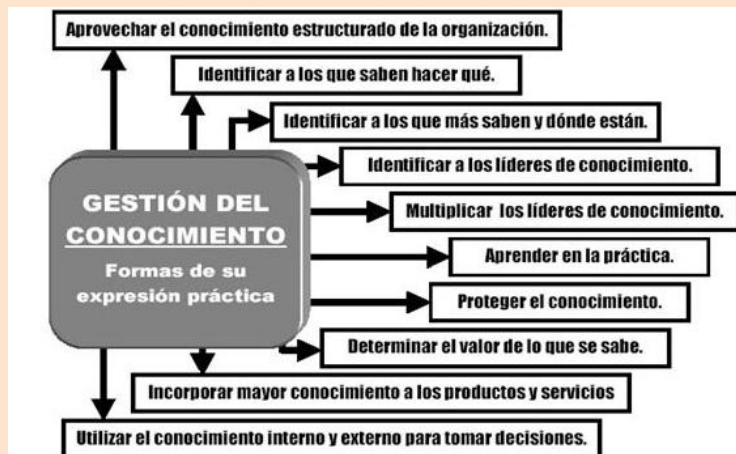 Aprovechar el conocimiento estructurado de la organización.
Identificar a los que saben hacer qué.
Identificar a los que más saben y dónde están.
Identificar a los líderes de conocimiento.
Multiplicar los líderes de conocimiento.
Aprender en la práctica.
Proteger el conocimiento.
Determinar el valor de lo que se sabe.
Incorporar mayor conocimiento a los productos y servicios
Utilizar el conocimiento interno y externo para tomar decisiones.
GESTIÓN DEL
CONOCIMIENTO
Formas de su
expresión práctica